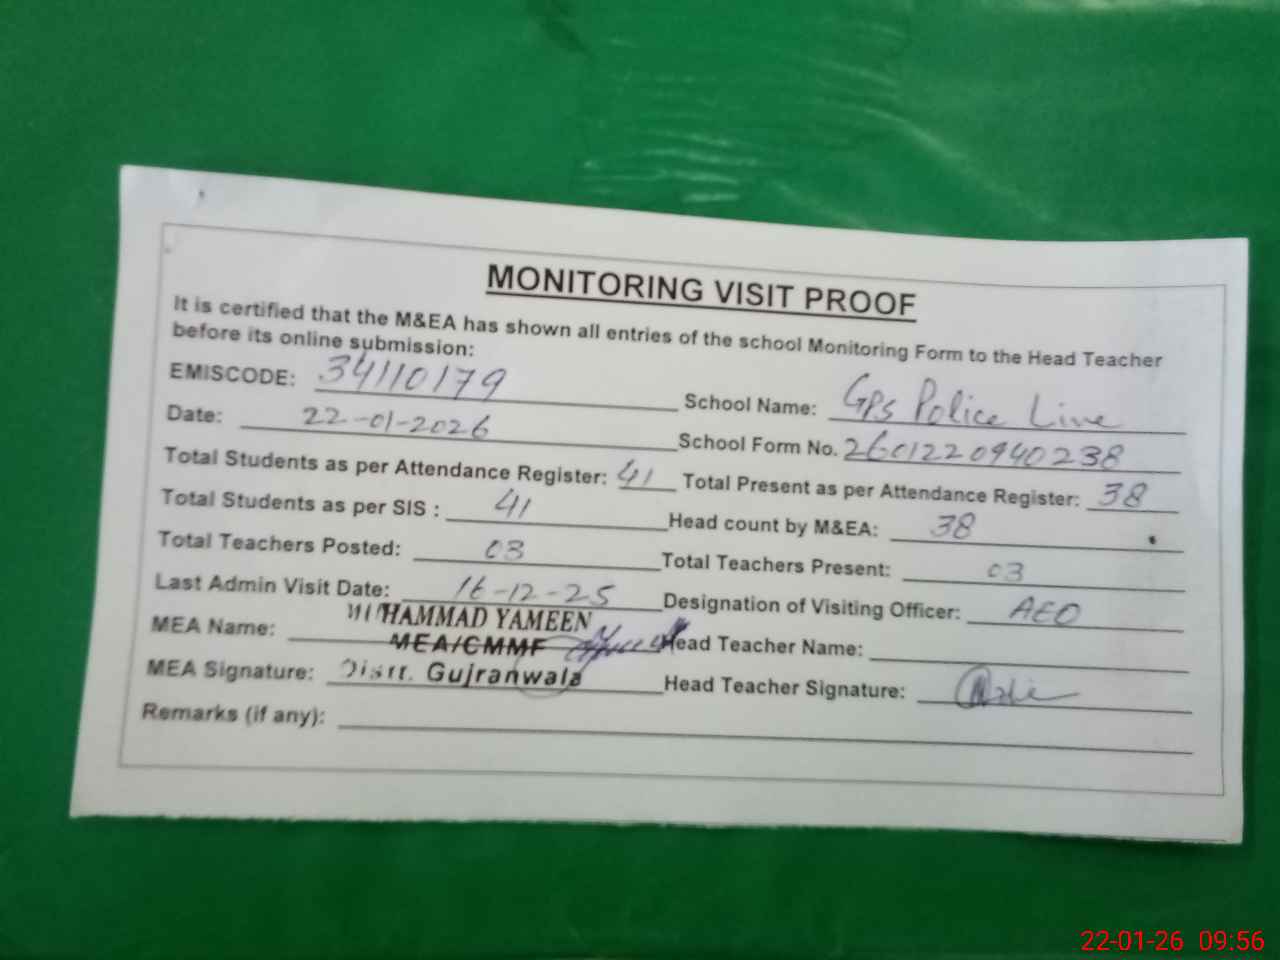 MONITORING VISIT PROOF
It is certified that the M&EA has shown all entries of the school Monitoring Form to the Head Teacher
before its online submission:
EMISCODE: 34110179 School Name: GPS Police Line
Date: 22-01-2026 School Form No. 2601220940238
Total Students as per Attendance Register: 41 Total Present as per Attendance Register: 38
Total Students as per SIS : 41 Head count by M&EA: 38
Total Teachers Posted: 03 Total Teachers Present: 03
Last Admin Visit Date: 16-12-25 Designation of Visiting Officer: AEO
MEA Name: MUHAMMAD YAMEEN Head Teacher Name:
MEA/CMMF
MEA Signature: Distt. Gujranwala Head Teacher Signature:
Remarks (if any):
22-01-26 09:56